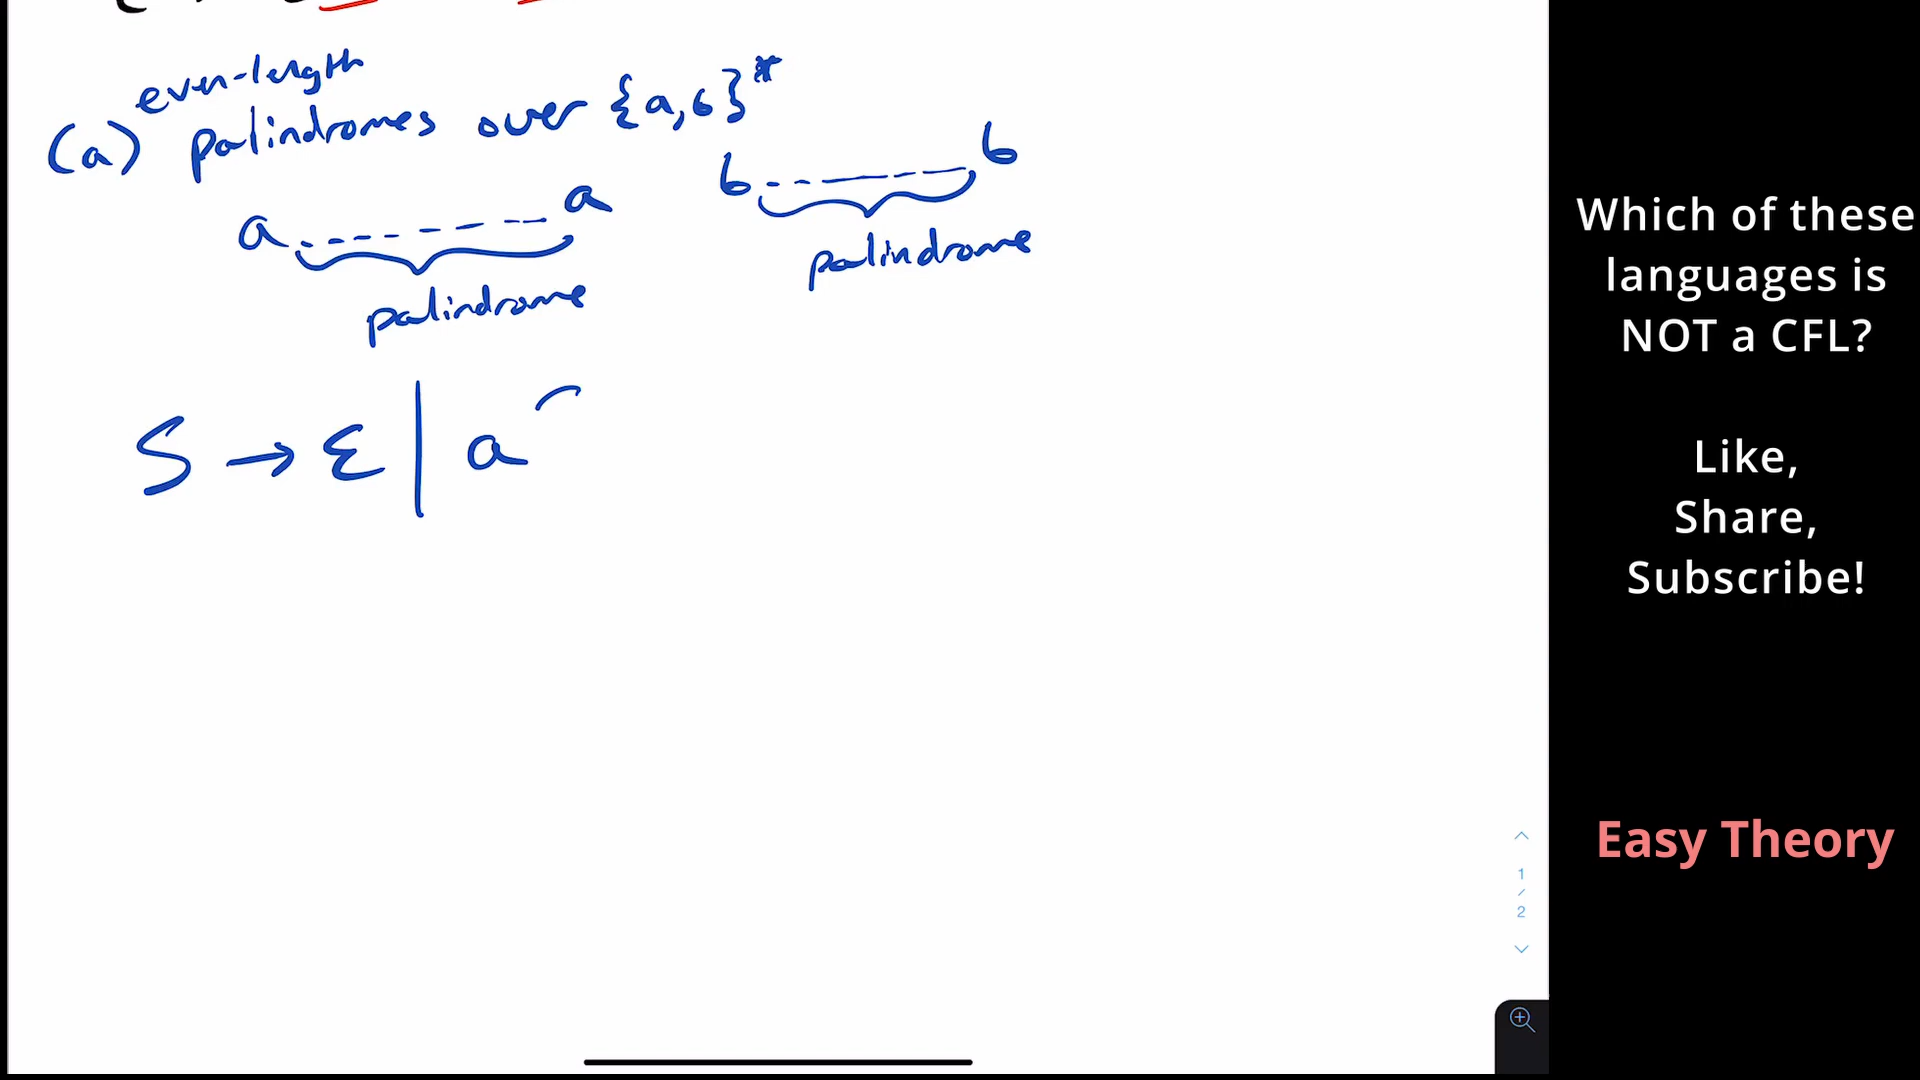 even-length
(a) palindromes over {a,b}*
a a
palindrome
b b
palindrome
S → ε | a
Which of these
languages is
NOT a CFL?
Like,
Share,
Subscribe!
Easy Theory
1
/
2